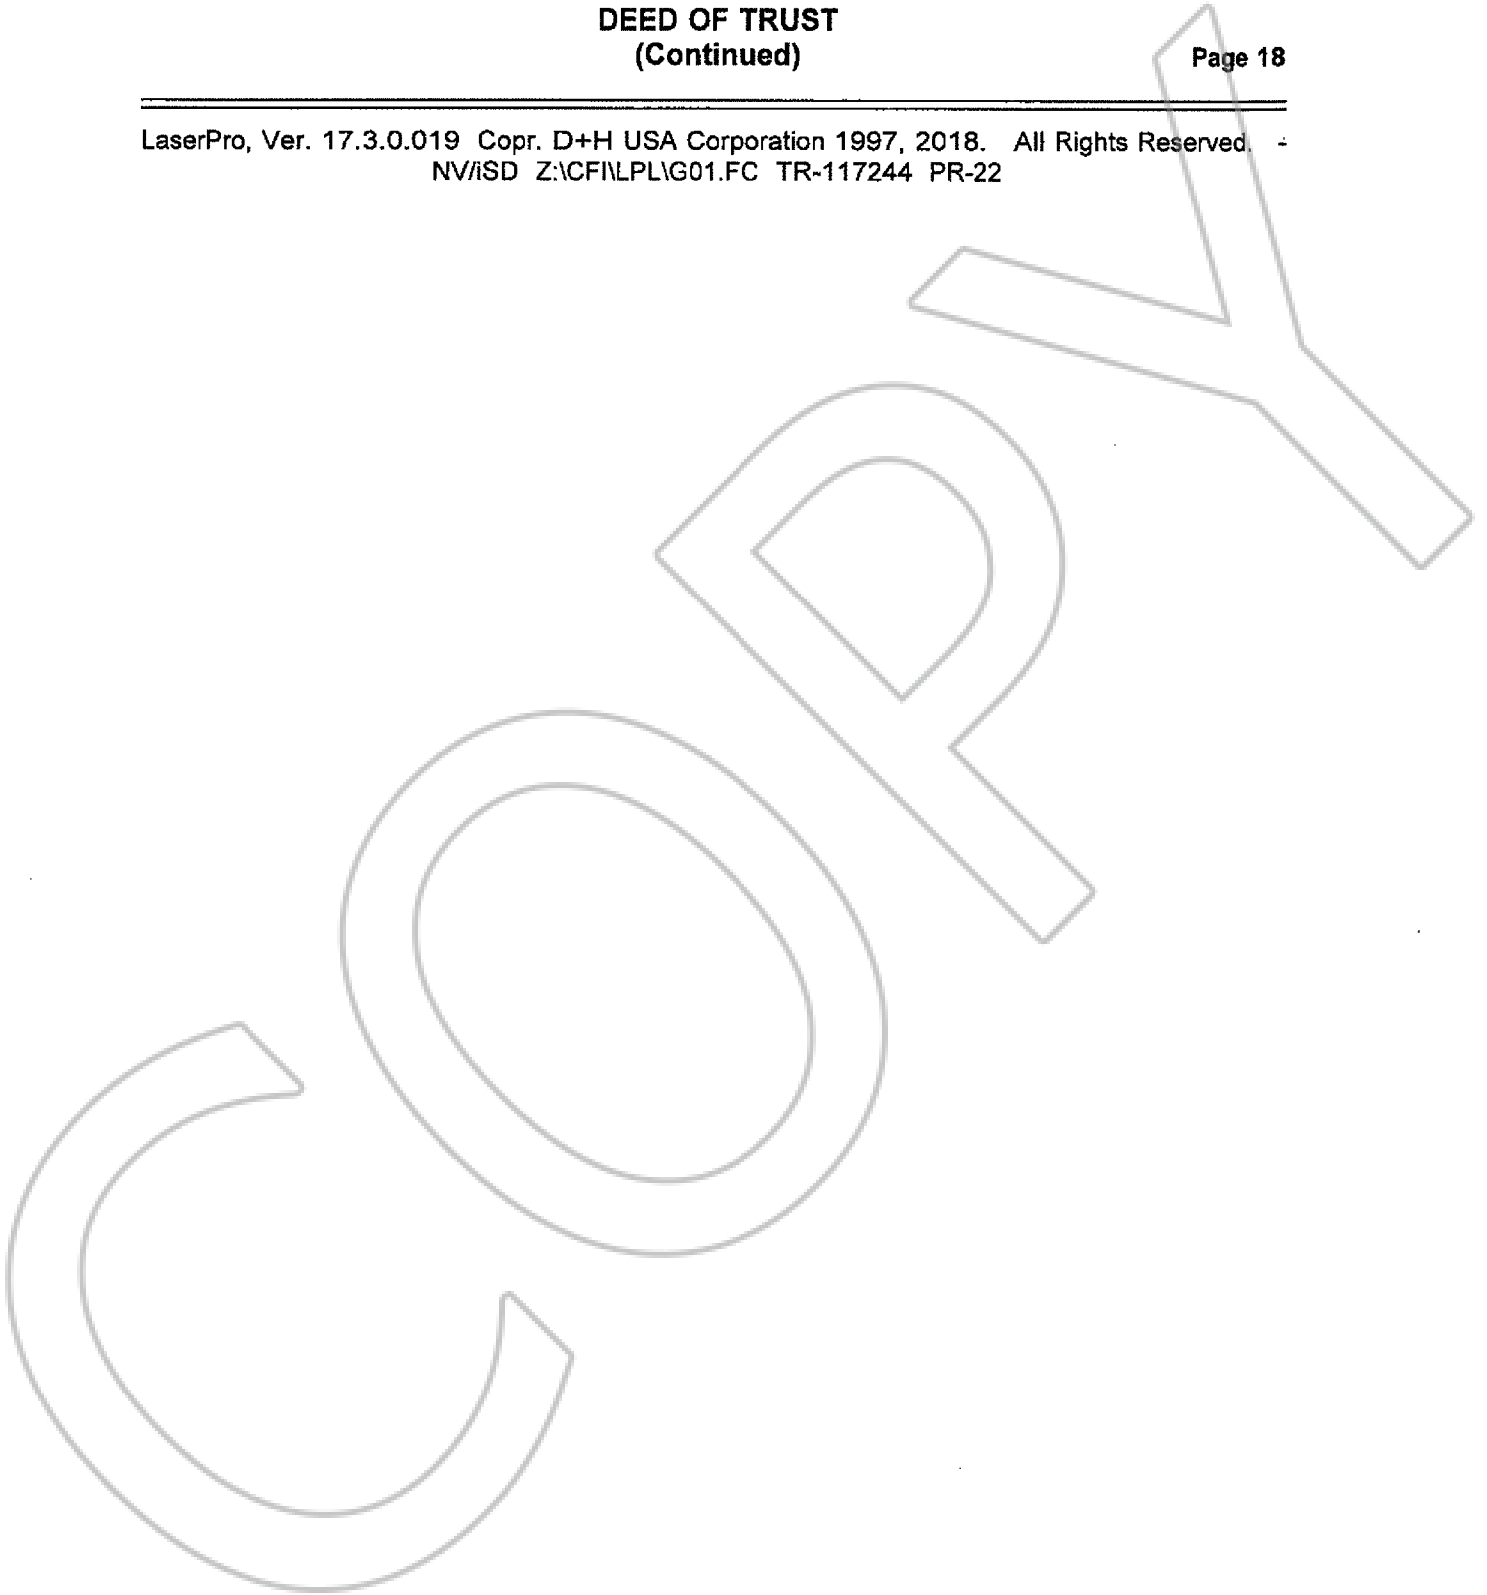 DEED OF TRUST
(Continued)
Page 18
LaserPro, Ver. 17.3.0.019 Copr. D+H USA Corporation 1997, 2018. All Rights Reserved. -
NV/iSD Z:\CFI\LPL\G01.FC TR-117244 PR-22
COPY